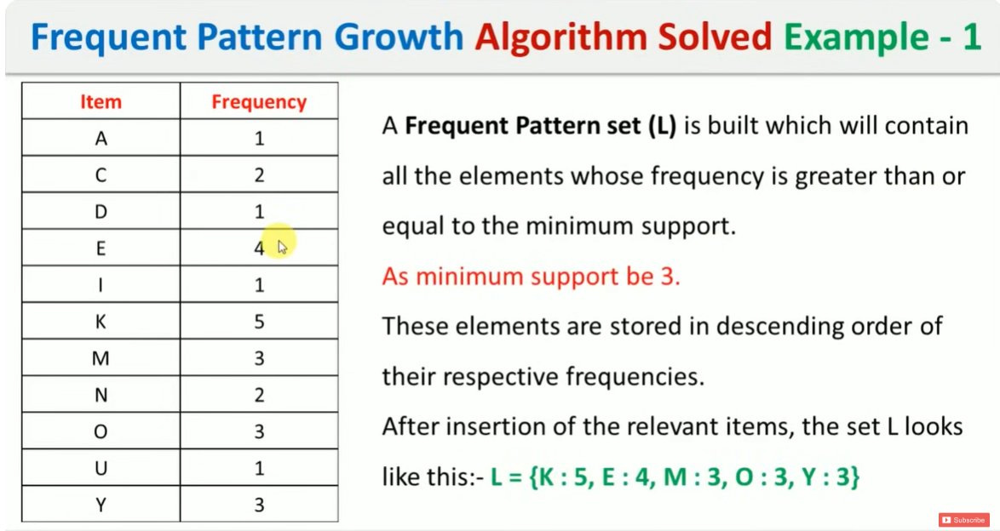 Frequent Pattern Growth Algorithm Solved Example - 1
Item Frequency
A 1
C 2
D 1
E 4
I 1
K 5
M 3
N 2
O 3
U 1
Y 3
A Frequent Pattern set (L) is built which will contain
all the elements whose frequency is greater than or
equal to the minimum support.
As minimum support be 3.
These elements are stored in descending order of
their respective frequencies.
After insertion of the relevant items, the set L looks
like this:- L = {K : 5, E : 4, M : 3, O : 3, Y : 3}
Subscribe